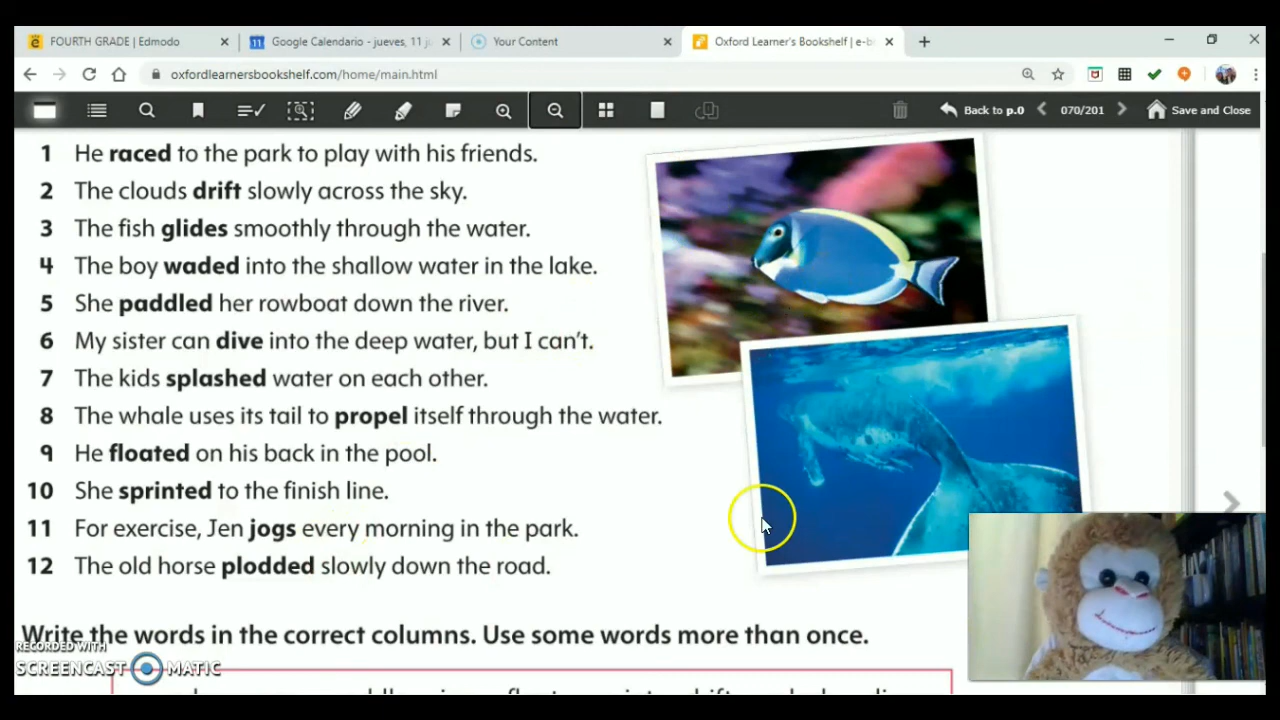 FOURTH GRADE | Edmodo
Google Calendario - jueves, 11 ju
Your Content
Oxford Learner's Bookshelf | e-b
oxfordlearnersbookshelf.com/home/main.html
Back to p.0
070/201
Save and Close
1 He raced to the park to play with his friends.
2 The clouds drift slowly across the sky.
3 The fish glides smoothly through the water.
4 The boy waded into the shallow water in the lake.
5 She paddled her rowboat down the river.
6 My sister can dive into the deep water, but I can't.
7 The kids splashed water on each other.
8 The whale uses its tail to propel itself through the water.
9 He floated on his back in the pool.
10 She sprinted to the finish line.
11 For exercise, Jen jogs every morning in the park.
12 The old horse plodded slowly down the road.
Write the words in the correct columns. Use some words more than once.
RECORDED WITH
SCREENCAST MATIC